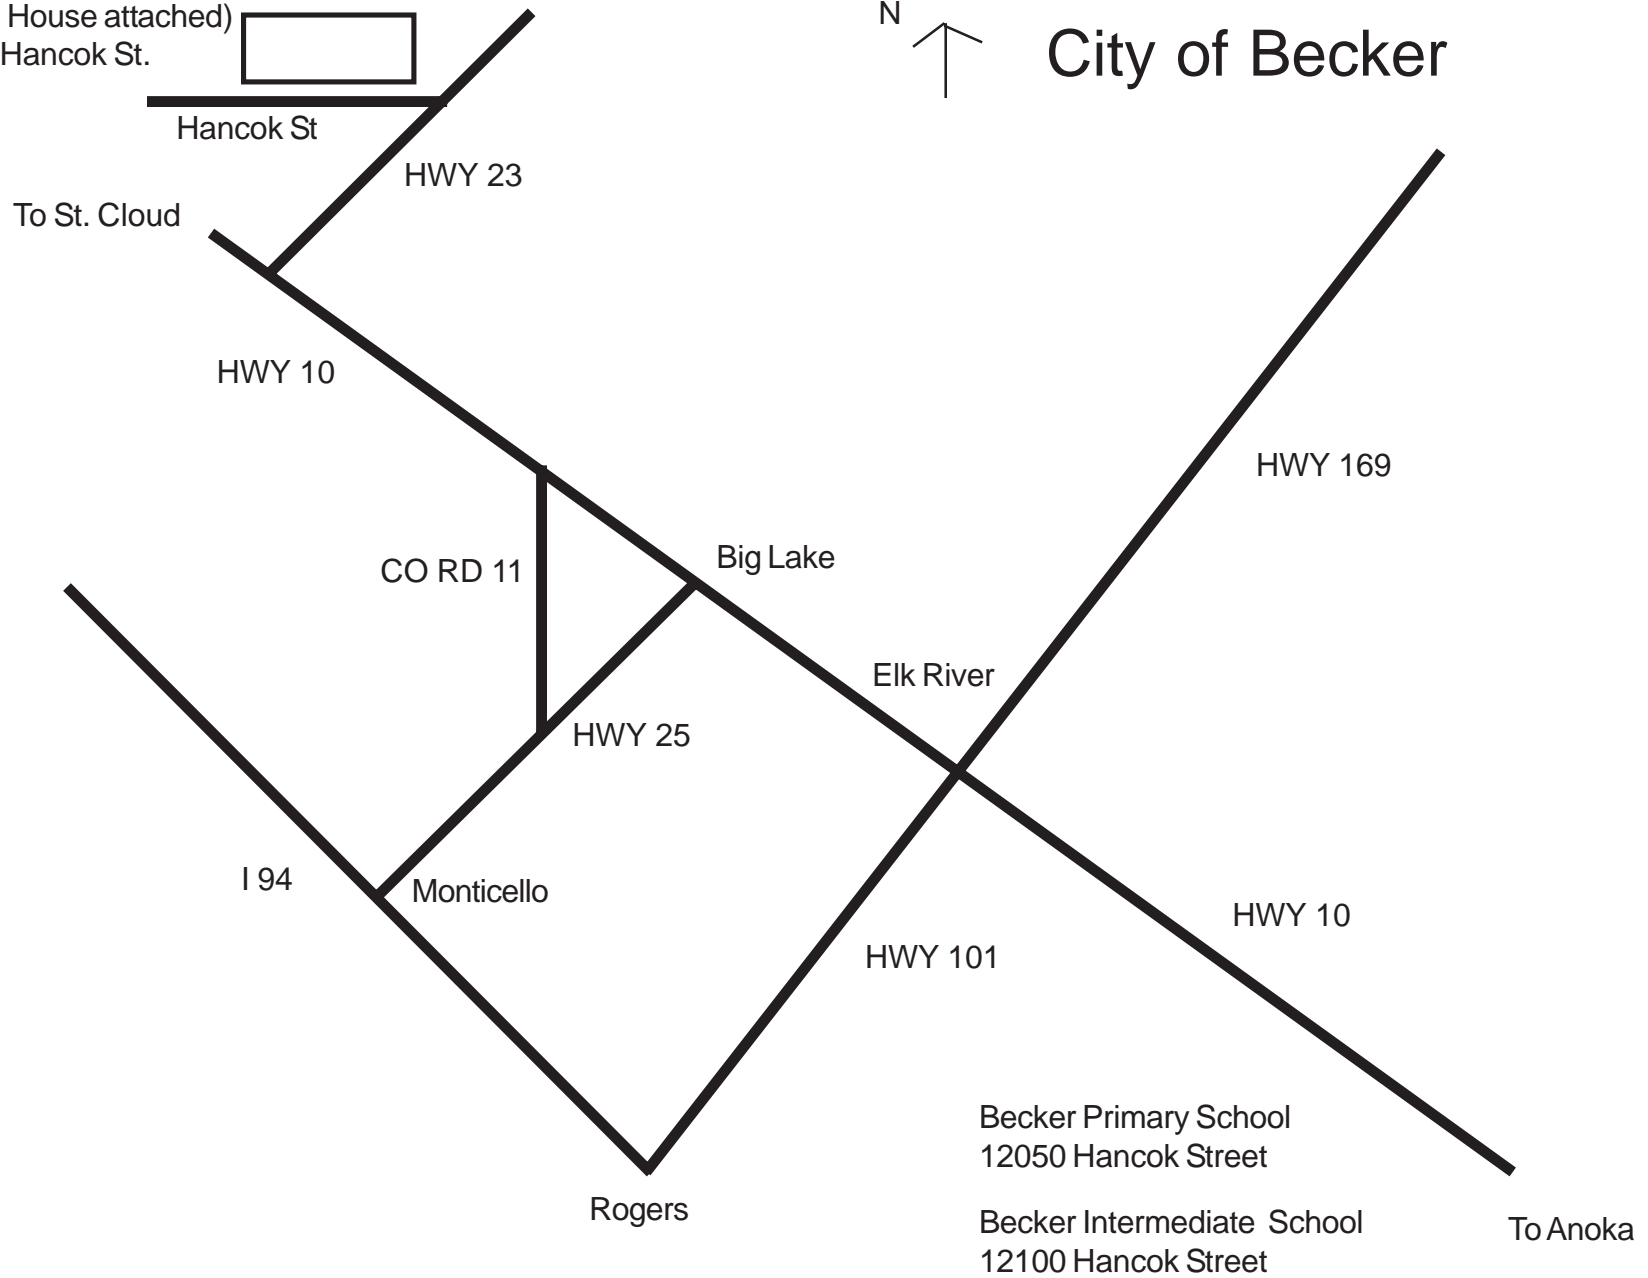 House attached)
Hancok St.
N
City of Becker
Hancok St
HWY 23
To St. Cloud
HWY 10
HWY 169
Big Lake
CO RD 11
Elk River
HWY 25
I 94
Monticello
HWY 10
HWY 101
Becker Primary School
12050 Hancok Street
Rogers
Becker Intermediate School
12100 Hancok Street
To Anoka